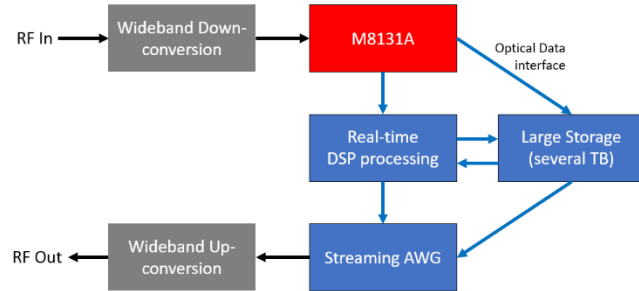 RF In
Wideband Down-
conversion
M8131A
Optical Data
interface
Real-time
DSP processing
Large Storage
(several TB)
RF Out
Wideband Up-
conversion
Streaming AWG